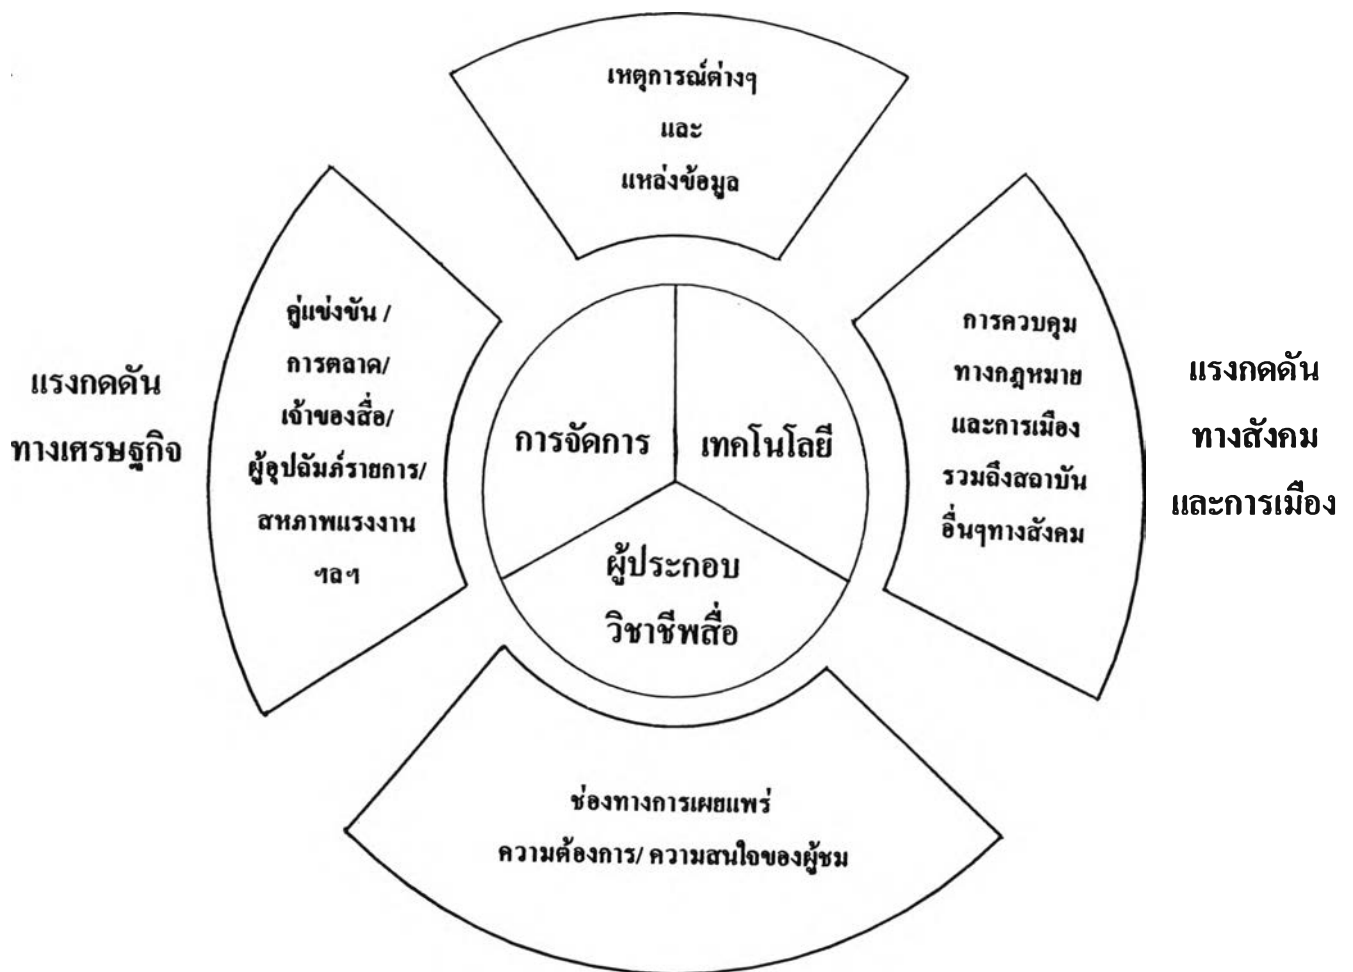 เหตุการณ์ต่างๆ
และ
แหล่งข้อมูล
แรงกดดัน
ทางเศรษฐกิจ
คู่แข่งขัน /
การตลาด/
เจ้าของสื่อ/
ผู้อุปฉัมภ์รายการ/
สหภาพแรงงาน
ฯลฯ
การจัดการ
เทคโนโลยี
ผู้ประกอบ
วิชาชีพสื่อ
การควบคุม
ทางกฎหมาย
และการเมือง
รวมถึงสถาบัน
อื่นๆทางสังคม
แรงกดดัน
ทางสังคม
และการเมือง
ช่องทางการเผยแพร่
ความต้องการ/ ความสนใจของผู้ชม